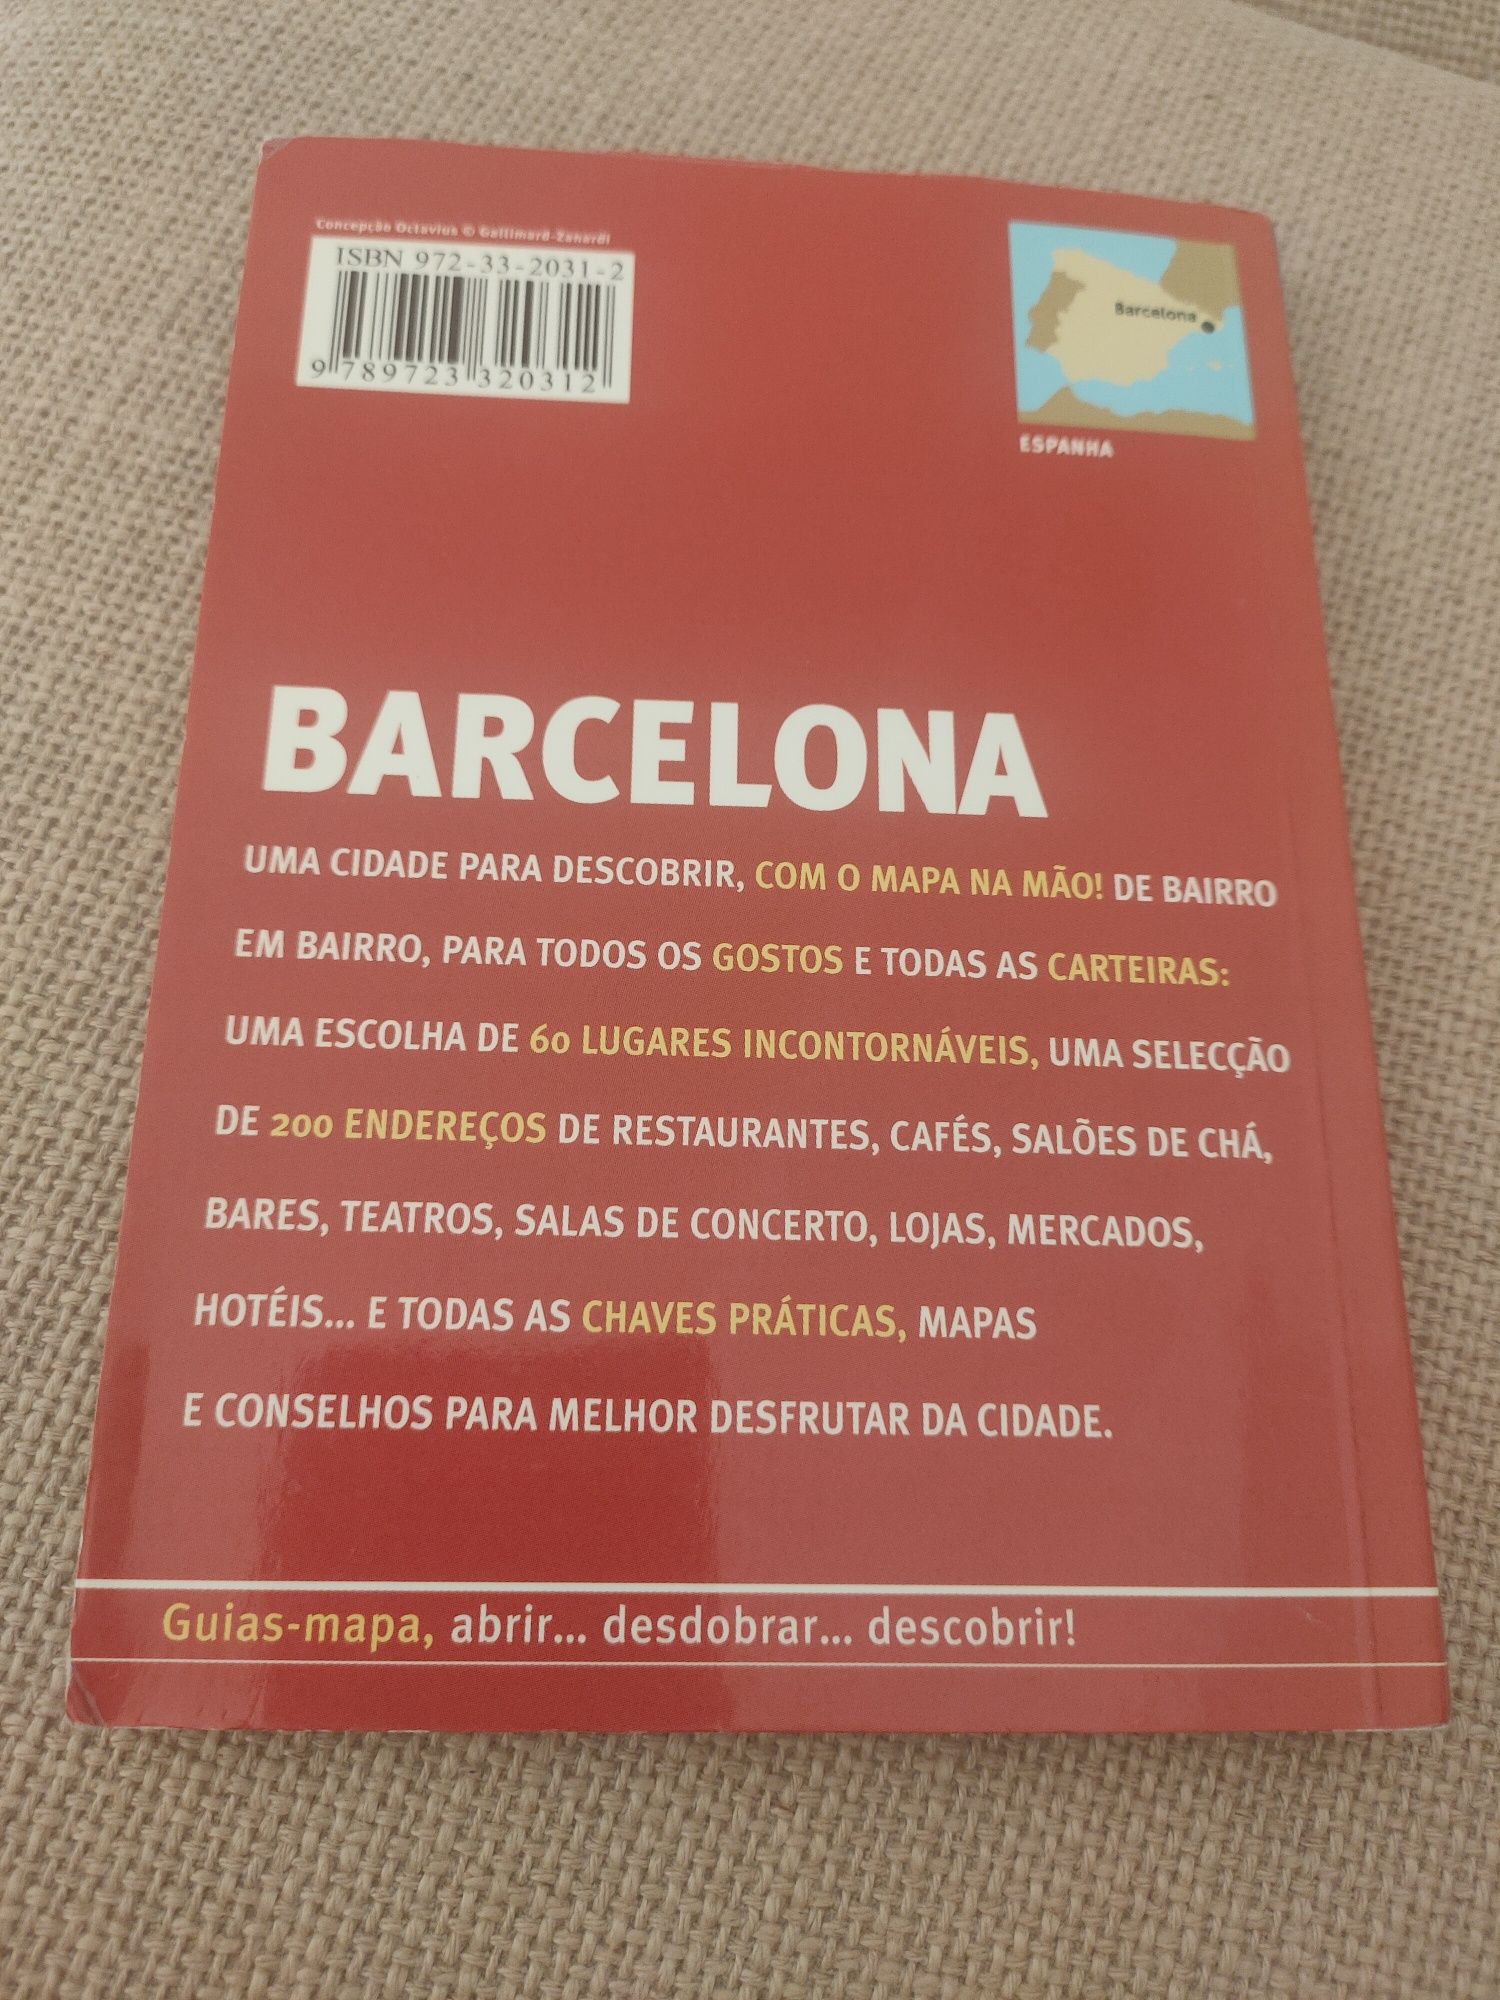 Concepção Octavius © Gallimard-Zanardi
ISBN 972-33-2031-2
9 789723 320312
Barcelona
ESPANHA
BARCELONA
UMA CIDADE PARA DESCOBRIR, COM O MAPA NA MÃO! DE BAIRRO
EM BAIRRO, PARA TODOS OS GOSTOS E TODAS AS CARTEIRAS:
UMA ESCOLHA DE 60 LUGARES INCONTORNÁVEIS, UMA SELECÇÃO
DE 200 ENDEREÇOS DE RESTAURANTES, CAFÉS, SALÕES DE CHÁ,
BARES, TEATROS, SALAS DE CONCERTO, LOJAS, MERCADOS,
HOTÉIS... E TODAS AS CHAVES PRÁTICAS, MAPAS
E CONSELHOS PARA MELHOR DESFRUTAR DA CIDADE.
Guias-mapa, abrir... desdobrar... descobrir!